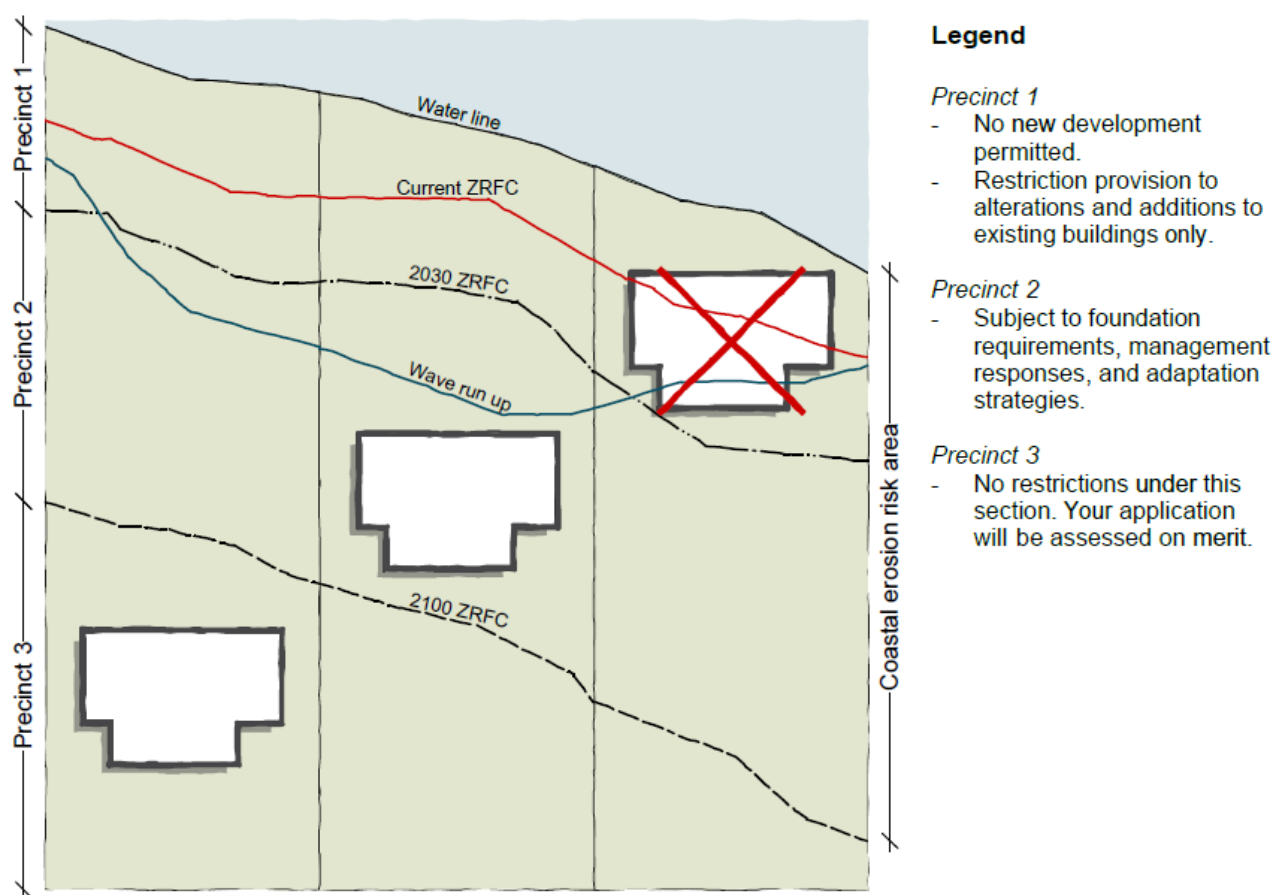 Precinct 1
Precinct 2
Precinct 3
Water line
Current ZRFC
2030 ZRFC
Wave run up
2100 ZRFC
Coastal erosion risk area
Legend
Precinct 1
- No new development
permitted.
- Restriction provision to
alterations and additions to
existing buildings only.
Precinct 2
- Subject to foundation
requirements, management
responses, and adaptation
strategies.
Precinct 3
- No restrictions under this
section. Your application
will be assessed on merit.